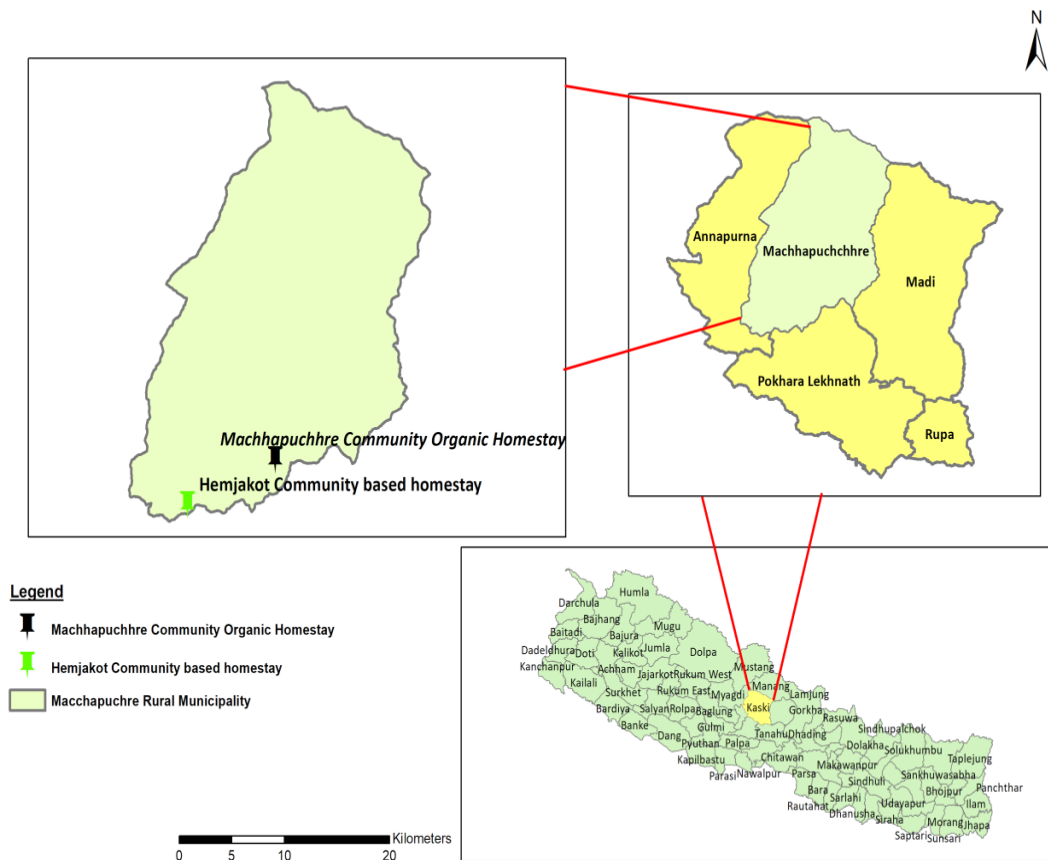 N
Annapurna
Machhapuchchhre
Madi
Pokhara Lekhnath
Rupa
Machhapuchhre Community Organic Homestay
Hemjakot Community based homestay
Legend
Machhapuchhre Community Organic Homestay
Hemjakot Community based homestay
Macchapuchre Rural Municipality
Kilometers
0 5 10 20
Humla
Darchula
Bajhang
Mugu
Baitadi
Bajura
Dadeldhura
Doti
Kalikot
Jumla
Dolpa
Kanchanpur
Achham
Jajarkot
Rukum West
Mustang
Kailali
Surkhet
Rukum East
Myagdi
Manang
Lamjung
Bardiya
Salyan
Rolpa
Baglung
Kaski
Gorkha
Rasuwa
Banke
Gulmi
Sindhupalchok
Dang
Pyuthan
Palpa
Tanahu
Dhading
Dolakha
Solukhumbu
Taplejung
Kapilbastu
Chitawan
Makawanpur
Sankhuwasabha
Parasi
Nawalpur
Parsa
Sindhuli
Bhojpur
Panchthar
Bara
Sarlahi
Udayapur
Ilam
Rautahat
Dhanusha
Siraha
Morang
Jhapa
Saptari
Sunsari